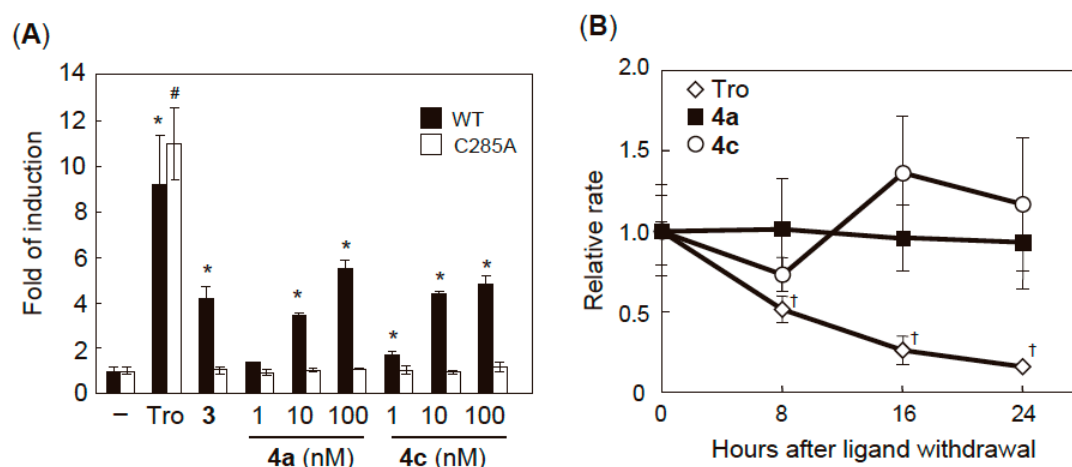 (A)
Fold of induction
14
12
10
8
6
4
2
0
* # * * * * * *
WT
C285A
– Tro 3 1 10 100 1 10 100
4a (nM) 4c (nM)
(B)
Relative rate
2.0
1.5
1.0
0.5
0
Tro
4a
4c
† † †
0 8 16 24
Hours after ligand withdrawal